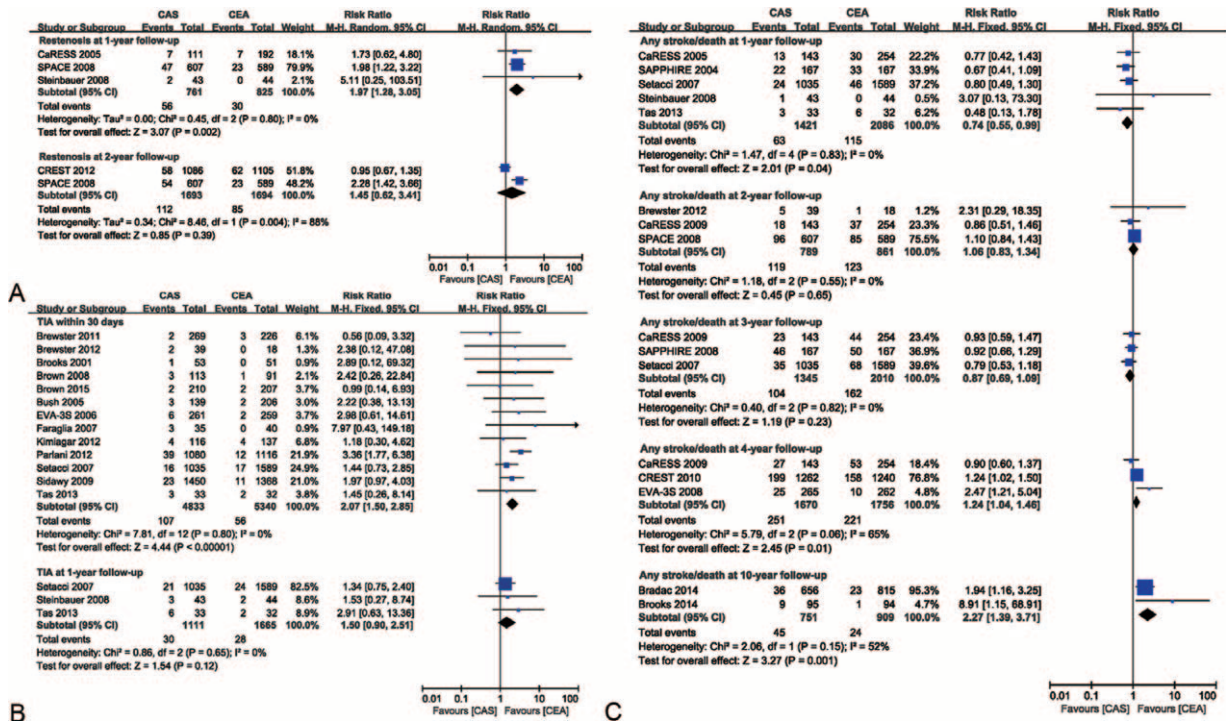 CAS CEA Risk Ratio Risk Ratio
Study or Subgroup Events Total Events Total Weight M-H. Random. 95% CI M-H. Random. 95% CI
Restenosis at 1-year follow-up
CaRESS 2005 7 111 7 192 18.1% 1.73 [0.62, 4.80]
SPACE 2008 47 607 23 589 79.9% 1.98 [1.22, 3.22]
Steinbauer 2008 2 43 0 44 2.1% 5.11 [0.25, 103.51]
Subtotal (95% CI) 761 825 100.0% 1.97 [1.28, 3.05]
Total events 56 30
Heterogeneity: Tau² = 0.00; Chi² = 0.45, df = 2 (P = 0.80); I² = 0%
Test for overall effect: Z = 3.07 (P = 0.002)
Restenosis at 2-year follow-up
CREST 2012 58 1086 62 1105 51.8% 0.95 [0.67, 1.35]
SPACE 2008 54 607 23 589 48.2% 2.28 [1.42, 3.66]
Subtotal (95% CI) 1693 1694 100.0% 1.45 [0.62, 3.41]
Total events 112 85
Heterogeneity: Tau² = 0.34; Chi² = 8.46, df = 1 (P = 0.004); I² = 88%
Test for overall effect: Z = 0.85 (P = 0.39)
0.01 0.1 1 10 100
Favours [CAS] Favours [CEA]
A
CAS CEA Risk Ratio Risk Ratio
Study or Subgroup Events Total Events Total Weight M-H. Fixed. 95% CI M-H. Fixed. 95% CI
TIA within 30 days
Brewster 2011 2 269 3 226 6.1% 0.56 [0.09, 3.32]
Brewster 2012 2 39 0 18 1.3% 2.38 [0.12, 47.08]
Brooks 2001 1 53 0 51 0.9% 2.89 [0.12, 69.32]
Brown 2008 3 113 1 91 2.0% 2.42 [0.26, 22.84]
Brown 2015 2 210 2 207 3.7% 0.99 [0.14, 6.93]
Bush 2005 3 139 2 206 3.0% 2.22 [0.38, 13.13]
EVA-3S 2006 6 261 2 259 3.7% 2.98 [0.61, 14.61]
Faraglia 2007 3 35 0 40 0.9% 7.97 [0.43, 149.18]
Kimiagar 2012 4 116 4 137 6.8% 1.18 [0.30, 4.62]
Parlani 2012 39 1080 12 1116 21.9% 3.36 [1.77, 6.38]
Setacci 2007 16 1035 17 1589 24.9% 1.44 [0.73, 2.85]
Sidawy 2009 23 1450 11 1368 21.0% 1.97 [0.97, 4.03]
Tas 2013 3 33 2 32 3.8% 1.45 [0.26, 8.14]
Subtotal (95% CI) 4833 5340 100.0% 2.07 [1.50, 2.85]
Total events 107 56
Heterogeneity: Chi² = 7.81, df = 12 (P = 0.80); I² = 0%
Test for overall effect: Z = 4.44 (P < 0.00001)
TIA at 1-year follow-up
Setacci 2007 21 1035 24 1589 82.5% 1.34 [0.75, 2.40]
Steinbauer 2008 3 43 2 44 8.6% 1.53 [0.27, 8.74]
Tas 2013 6 33 2 32 8.9% 2.91 [0.63, 13.36]
Subtotal (95% CI) 1111 1665 100.0% 1.50 [0.90, 2.51]
Total events 30 28
Heterogeneity: Chi² = 0.86, df = 2 (P = 0.65); I² = 0%
Test for overall effect: Z = 1.54 (P = 0.12)
0.01 0.1 1 10 100
Favours [CAS] Favours [CEA]
B
CAS CEA Risk Ratio Risk Ratio
Study or Subgroup Events Total Events Total Weight M-H. Fixed. 95% CI M-H. Fixed. 95% CI
Any stroke/death at 1-year follow-up
CaRESS 2005 13 143 30 254 22.2% 0.77 [0.42, 1.43]
SAPPHIRE 2004 22 167 33 167 33.9% 0.67 [0.41, 1.09]
Setacci 2007 24 1035 46 1589 37.2% 0.80 [0.49, 1.30]
Steinbauer 2008 1 43 0 44 0.5% 3.07 [0.13, 73.30]
Tas 2013 3 33 6 32 6.2% 0.48 [0.13, 1.78]
Subtotal (95% CI) 1421 2086 100.0% 0.74 [0.55, 0.99]
Total events 63 115
Heterogeneity: Chi² = 1.47, df = 4 (P = 0.83); I² = 0%
Test for overall effect: Z = 2.01 (P = 0.04)
Any stroke/death at 2-year follow-up
Brewster 2012 5 39 1 18 1.2% 2.31 [0.29, 18.35]
CaRESS 2009 18 143 37 254 23.3% 0.86 [0.51, 1.46]
SPACE 2008 96 607 85 589 75.5% 1.10 [0.84, 1.43]
Subtotal (95% CI) 789 861 100.0% 1.06 [0.83, 1.34]
Total events 119 123
Heterogeneity: Chi² = 1.18, df = 2 (P = 0.55); I² = 0%
Test for overall effect: Z = 0.45 (P = 0.65)
Any stroke/death at 3-year follow-up
CaRESS 2009 23 143 44 254 23.4% 0.93 [0.59, 1.47]
SAPPHIRE 2008 46 167 50 167 36.9% 0.92 [0.66, 1.29]
Setacci 2007 35 1035 68 1589 39.6% 0.79 [0.53, 1.18]
Subtotal (95% CI) 1345 2010 100.0% 0.87 [0.69, 1.09]
Total events 104 162
Heterogeneity: Chi² = 0.40, df = 2 (P = 0.82); I² = 0%
Test for overall effect: Z = 1.19 (P = 0.23)
Any stroke/death at 4-year follow-up
CaRESS 2009 27 143 53 254 18.4% 0.90 [0.60, 1.37]
CREST 2010 199 1262 158 1240 76.8% 1.24 [1.02, 1.50]
EVA-3S 2008 25 265 10 262 4.8% 2.47 [1.21, 5.04]
Subtotal (95% CI) 1670 1756 100.0% 1.24 [1.04, 1.46]
Total events 251 221
Heterogeneity: Chi² = 5.79, df = 2 (P = 0.06); I² = 65%
Test for overall effect: Z = 2.45 (P = 0.01)
Any stroke/death at 10-year follow-up
Bradac 2014 36 656 23 815 95.3% 1.94 [1.16, 3.25]
Brooks 2014 9 95 1 94 4.7% 8.91 [1.15, 68.91]
Subtotal (95% CI) 751 909 100.0% 2.27 [1.39, 3.71]
Total events 45 24
Heterogeneity: Chi² = 2.06, df = 1 (P = 0.15); I² = 52%
Test for overall effect: Z = 3.27 (P = 0.001)
0.01 0.1 1 10 100
Favours [CAS] Favours [CEA]
C